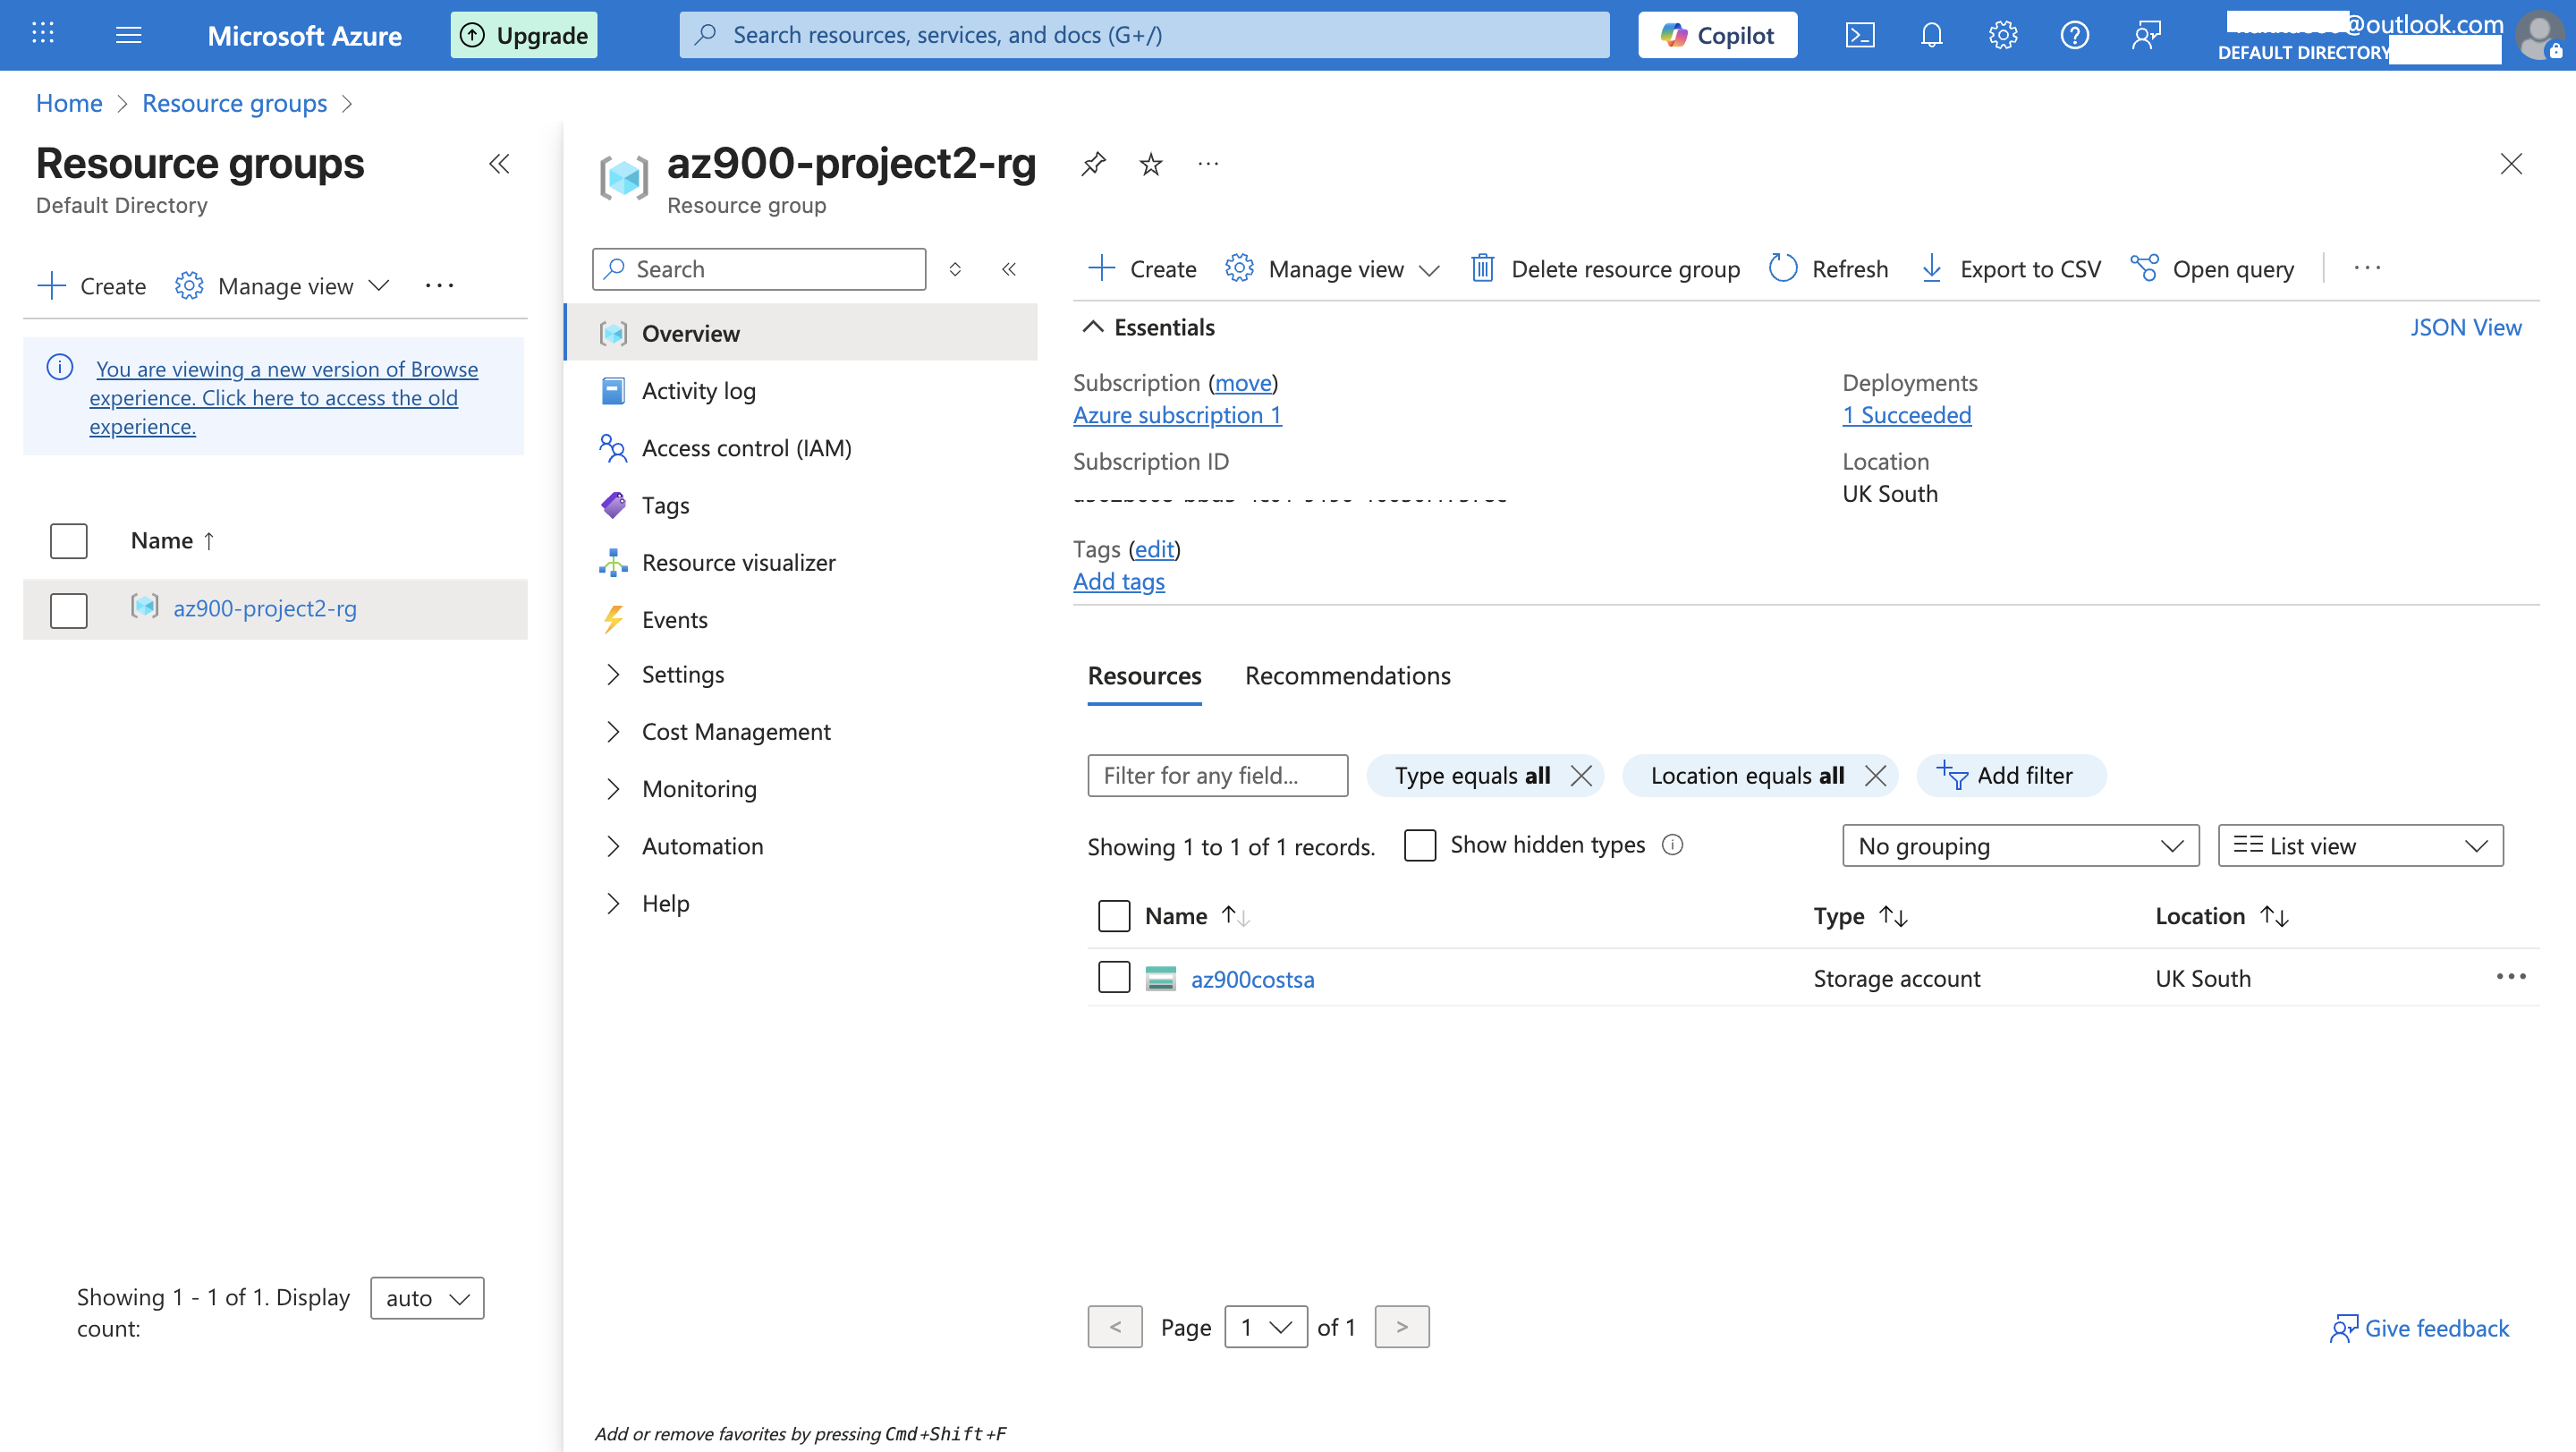 Microsoft Azure
Upgrade
Search resources, services, and docs (G+/)
Copilot
@outlook.com
DEFAULT DIRECTORY
Home > Resource groups >
Resource groups
Default Directory
Create
Manage view
You are viewing a new version of Browse
experience. Click here to access the old
experience.
Name ↑
az900-project2-rg
Showing 1 - 1 of 1. Display
count:
auto
az900-project2-rg
Resource group
Search
Overview
Activity log
Access control (IAM)
Tags
Resource visualizer
Events
Settings
Cost Management
Monitoring
Automation
Help
Add or remove favorites by pressing Cmd+Shift+F
Create
Manage view
Delete resource group
Refresh
Export to CSV
Open query
Essentials
JSON View
Subscription (move)
Azure subscription 1
Subscription ID
Tags (edit)
Add tags
Deployments
1 Succeeded
Location
UK South
Resources
Recommendations
Filter for any field...
Type equals all
Location equals all
Add filter
Showing 1 to 1 of 1 records.
Show hidden types
No grouping
List view
Name ↑↓
Type ↑↓
Location ↑↓
az900costsa
Storage account
UK South
< Page 1 of 1 >
Give feedback